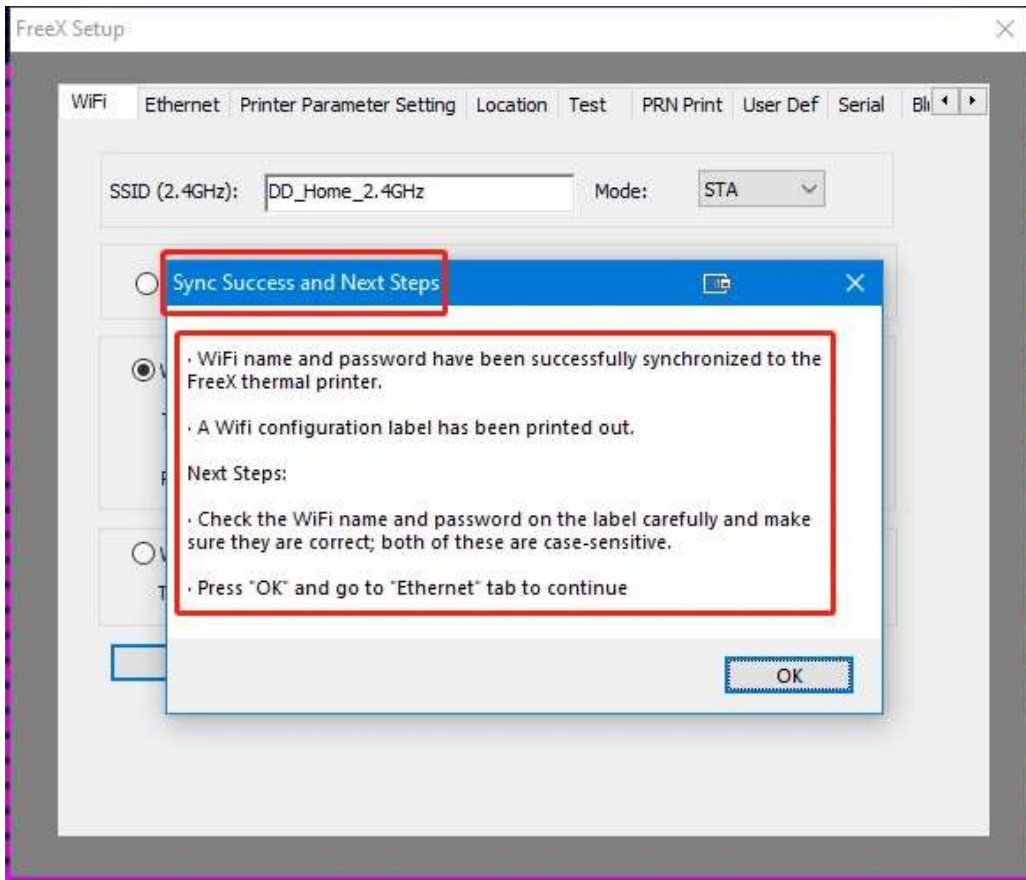 FreeX Setup
WiFi Ethernet Printer Parameter Setting Location Test PRN Print User Def Serial
SSID (2.4GHz): DD_Home_2.4GHz Mode: STA
Sync Success and Next Steps
· WiFi name and password have been successfully synchronized to the
FreeX thermal printer.
· A Wifi configuration label has been printed out.
Next Steps:
· Check the WiFi name and password on the label carefully and make
sure they are correct; both of these are case-sensitive.
· Press "OK" and go to "Ethernet" tab to continue
OK